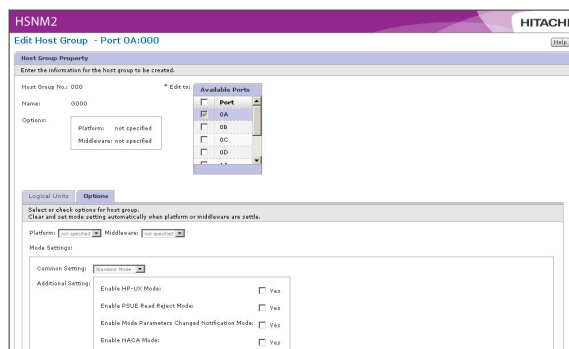 HSNM2
HITACHI
Edit Host Group - Port 0A:000
Help
Host Group Property
Enter the information for the host group to be created.
Host Group No.: 000
* Edit to:
Available Ports
Port
0A
0B
0C
0D
Name: G000
Options:
Platform: not specified
Middleware: not specified
Logical Units
Options
Select or check options for host group.
Clear and set mode setting automatically when platform or middleware are settle.
Platform: not specified Middleware: not specified
Mode Settings:
Common Setting: Standard Mode
Additional Setting:
Enable HP-UX Mode: Yes
Enable PSUE Read Reject Mode: Yes
Enable Mode Parameters Changed Notification Mode: Yes
Enable NACA Mode: Yes